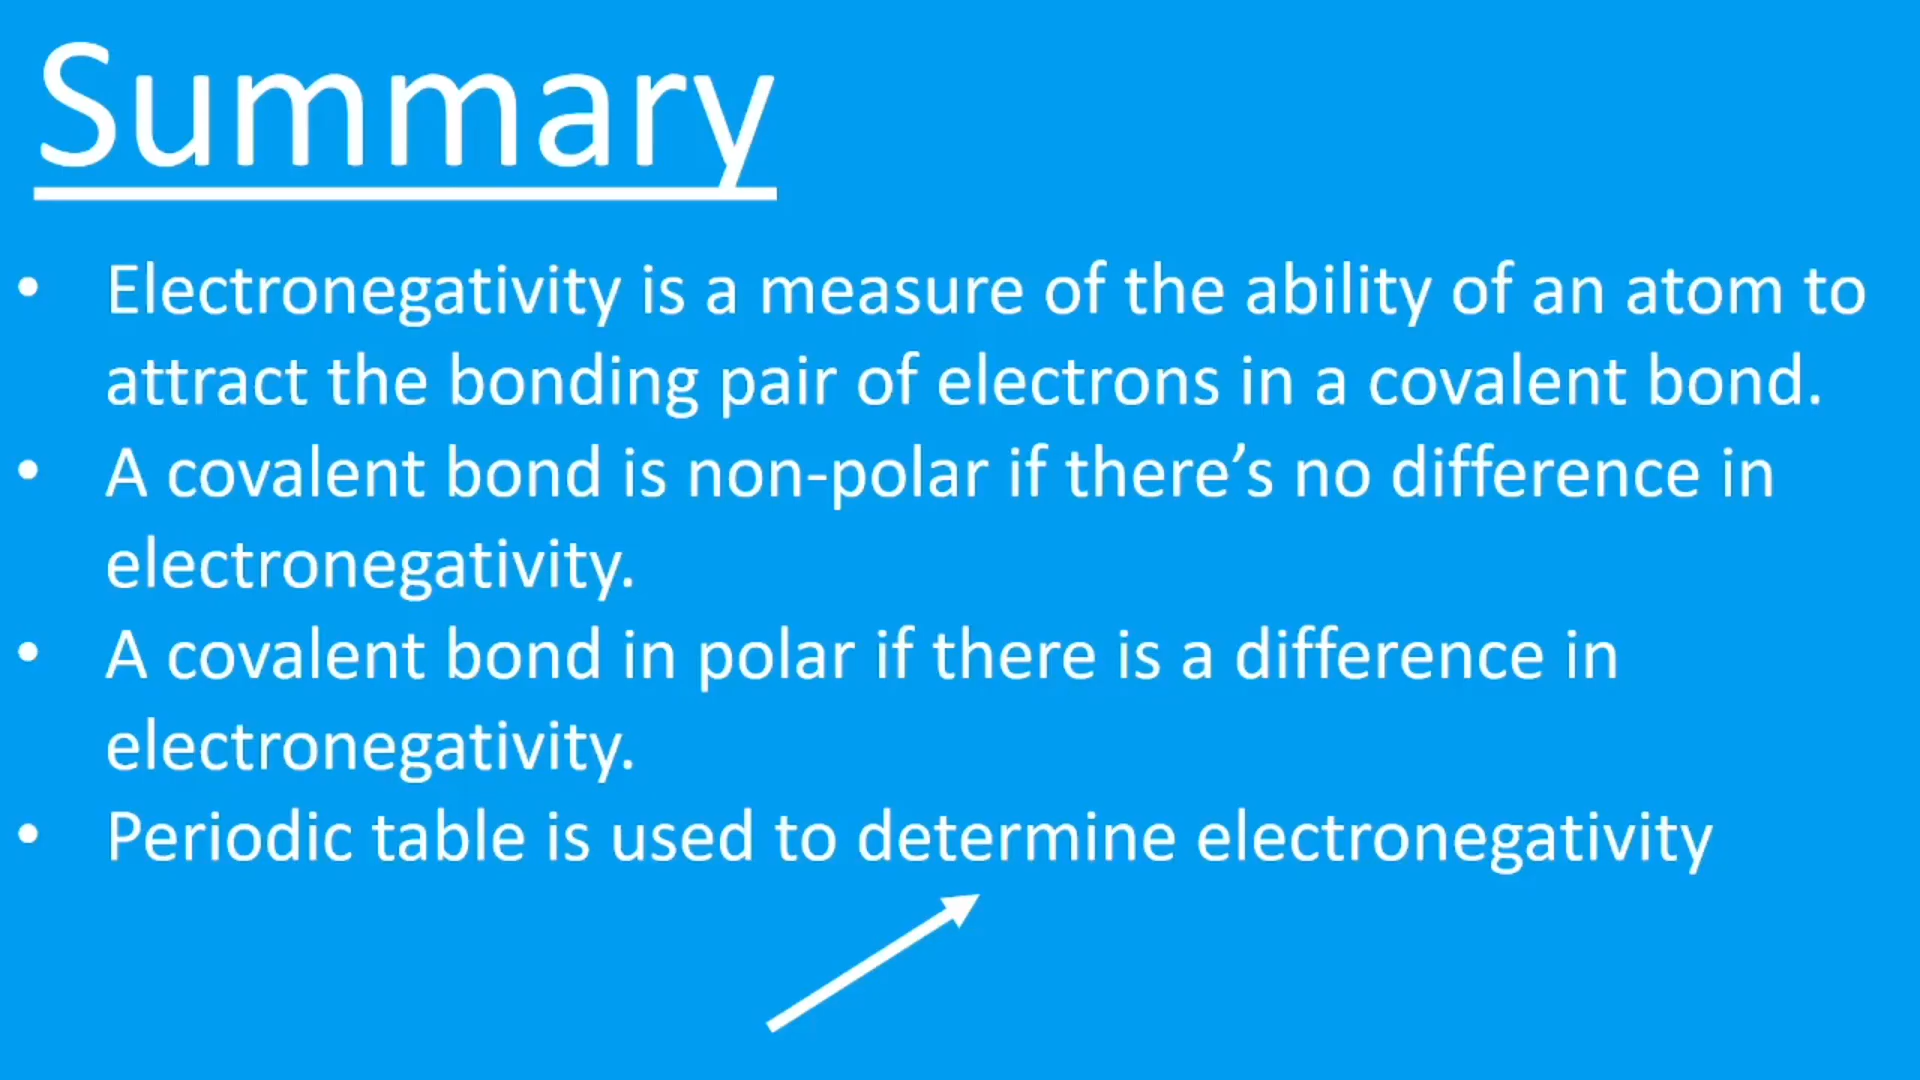 Summary
• Electronegativity is a measure of the ability of an atom to
attract the bonding pair of electrons in a covalent bond.
• A covalent bond is non-polar if there’s no difference in
electronegativity.
• A covalent bond in polar if there is a difference in
electronegativity.
• Periodic table is used to determine electronegativity